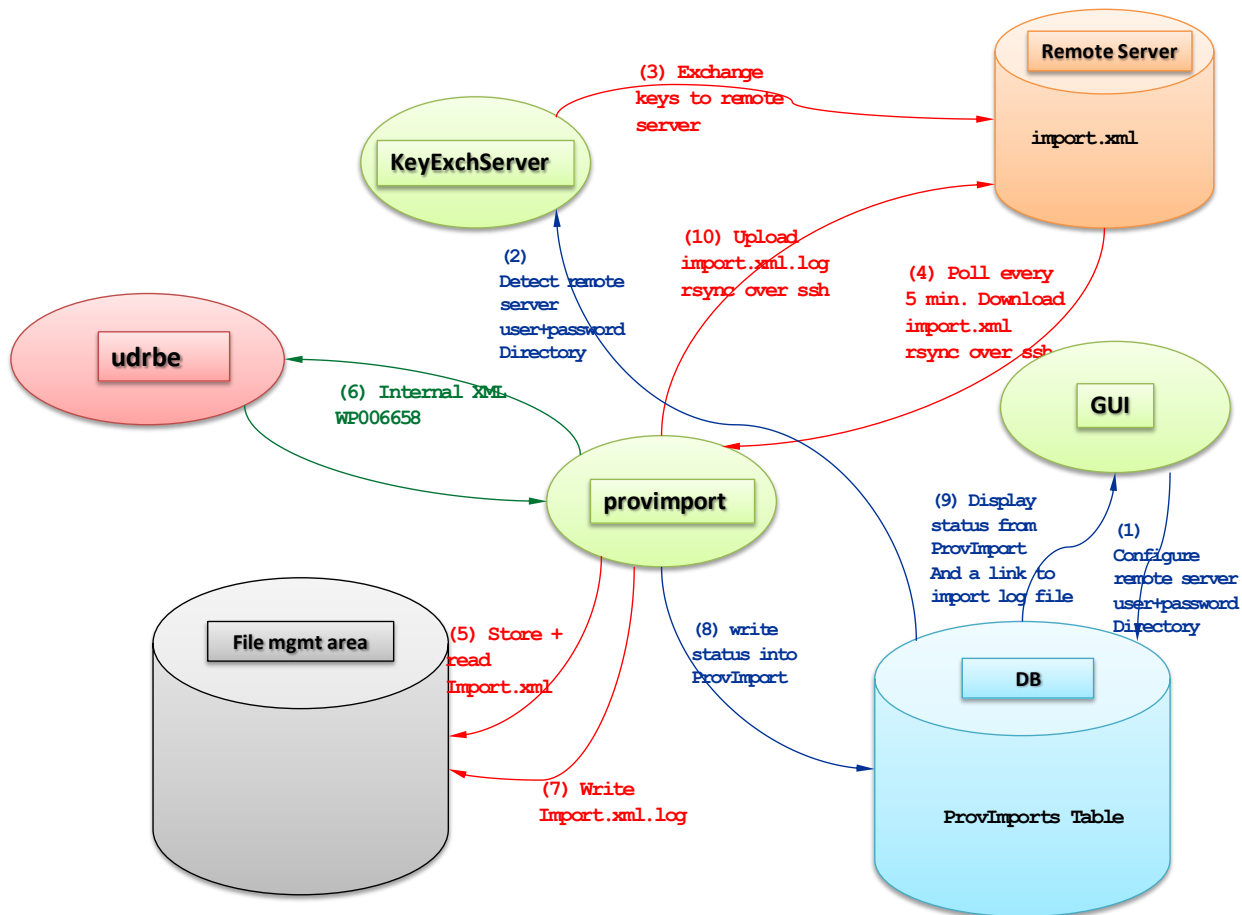 Remote Server
import.xml
(3) Exchange
keys to remote
server
KeyExchServer
(10) Upload
import.xml.log
rsync over ssh
(4) Poll every
5 min. Download
import.xml
rsync over ssh
(2)
Detect remote
server
user+password
Directory
udrbe
(6) Internal XML
WP006658
GUI
provimport
(9) Display
status from
ProvImport
And a link to
import log file
(1)
Configure
remote server
user+password
Directory
File mgmt area
(5) Store +
read
Import.xml
(8) write
status into
ProvImport
DB
(7) Write
Import.xml.log
ProvImports Table